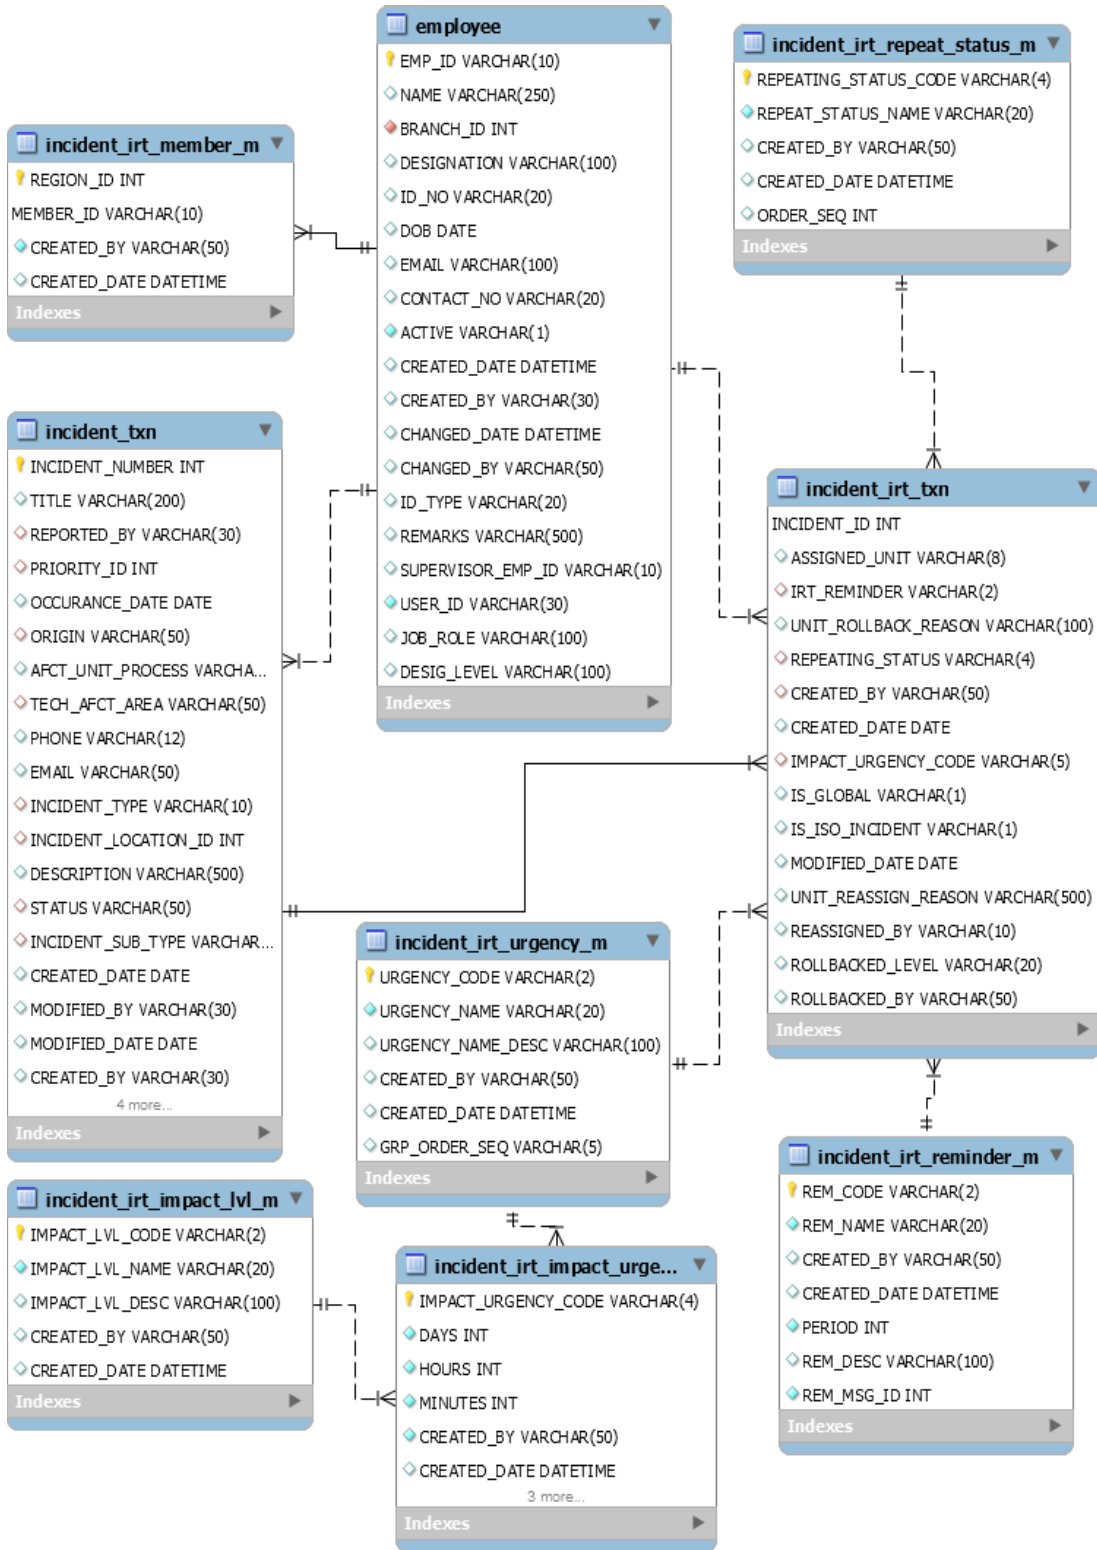 employee
EMP_ID VARCHAR(10)
NAME VARCHAR(250)
BRANCH_ID INT
DESIGNATION VARCHAR(100)
ID_NO VARCHAR(20)
DOB DATE
EMAIL VARCHAR(100)
CONTACT_NO VARCHAR(20)
ACTIVE VARCHAR(1)
CREATED_DATE DATETIME
CREATED_BY VARCHAR(30)
CHANGED_DATE DATETIME
CHANGED_BY VARCHAR(50)
ID_TYPE VARCHAR(20)
REMARKS VARCHAR(500)
SUPERVISOR_EMP_ID VARCHAR(10)
USER_ID VARCHAR(30)
JOB_ROLE VARCHAR(100)
DESIG_LEVEL VARCHAR(100)
Indexes
incident_irt_repeat_status_m
REPEATING_STATUS_CODE VARCHAR(4)
REPEAT_STATUS_NAME VARCHAR(20)
CREATED_BY VARCHAR(50)
CREATED_DATE DATETIME
ORDER_SEQ INT
Indexes
incident_irt_member_m
REGION_ID INT
MEMBER_ID VARCHAR(10)
CREATED_BY VARCHAR(50)
CREATED_DATE DATETIME
Indexes
incident_txn
INCIDENT_NUMBER INT
TITLE VARCHAR(200)
REPORTED_BY VARCHAR(30)
PRIORITY_ID INT
OCCURANCE_DATE DATE
ORIGIN VARCHAR(50)
AFCT_UNIT_PROCESS VARCHA...
TECH_AFCT_AREA VARCHAR(50)
PHONE VARCHAR(12)
EMAIL VARCHAR(50)
INCIDENT_TYPE VARCHAR(10)
INCIDENT_LOCATION_ID INT
DESCRIPTION VARCHAR(500)
STATUS VARCHAR(50)
INCIDENT_SUB_TYPE VARCHAR...
CREATED_DATE DATE
MODIFIED_BY VARCHAR(30)
MODIFIED_DATE DATE
CREATED_BY VARCHAR(30)
4 more...
Indexes
incident_irt_txn
INCIDENT_ID INT
ASSIGNED_UNIT VARCHAR(8)
IRT_REMINDER VARCHAR(2)
UNIT_ROLLBACK_REASON VARCHAR(100)
REPEATING_STATUS VARCHAR(4)
CREATED_BY VARCHAR(50)
CREATED_DATE DATE
IMPACT_URGENCY_CODE VARCHAR(5)
IS_GLOBAL VARCHAR(1)
IS_ISO_INCIDENT VARCHAR(1)
MODIFIED_DATE DATE
UNIT_REASSIGN_REASON VARCHAR(500)
REASSIGNED_BY VARCHAR(10)
ROLLBACKED_LEVEL VARCHAR(20)
ROLLBACKED_BY VARCHAR(50)
Indexes
incident_irt_urgency_m
URGENCY_CODE VARCHAR(2)
URGENCY_NAME VARCHAR(20)
URGENCY_NAME_DESC VARCHAR(100)
CREATED_BY VARCHAR(50)
CREATED_DATE DATETIME
GRP_ORDER_SEQ VARCHAR(5)
Indexes
incident_irt_impact_lvl_m
IMPACT_LVL_CODE VARCHAR(2)
IMPACT_LVL_NAME VARCHAR(20)
IMPACT_LVL_DESC VARCHAR(100)
CREATED_BY VARCHAR(50)
CREATED_DATE DATETIME
Indexes
incident_irt_impact_urge...
IMPACT_URGENCY_CODE VARCHAR(4)
DAYS INT
HOURS INT
MINUTES INT
CREATED_BY VARCHAR(50)
CREATED_DATE DATETIME
3 more...
Indexes
incident_irt_reminder_m
REM_CODE VARCHAR(2)
REM_NAME VARCHAR(20)
CREATED_BY VARCHAR(50)
CREATED_DATE DATETIME
PERIOD INT
REM_DESC VARCHAR(100)
REM_MSG_ID INT
Indexes